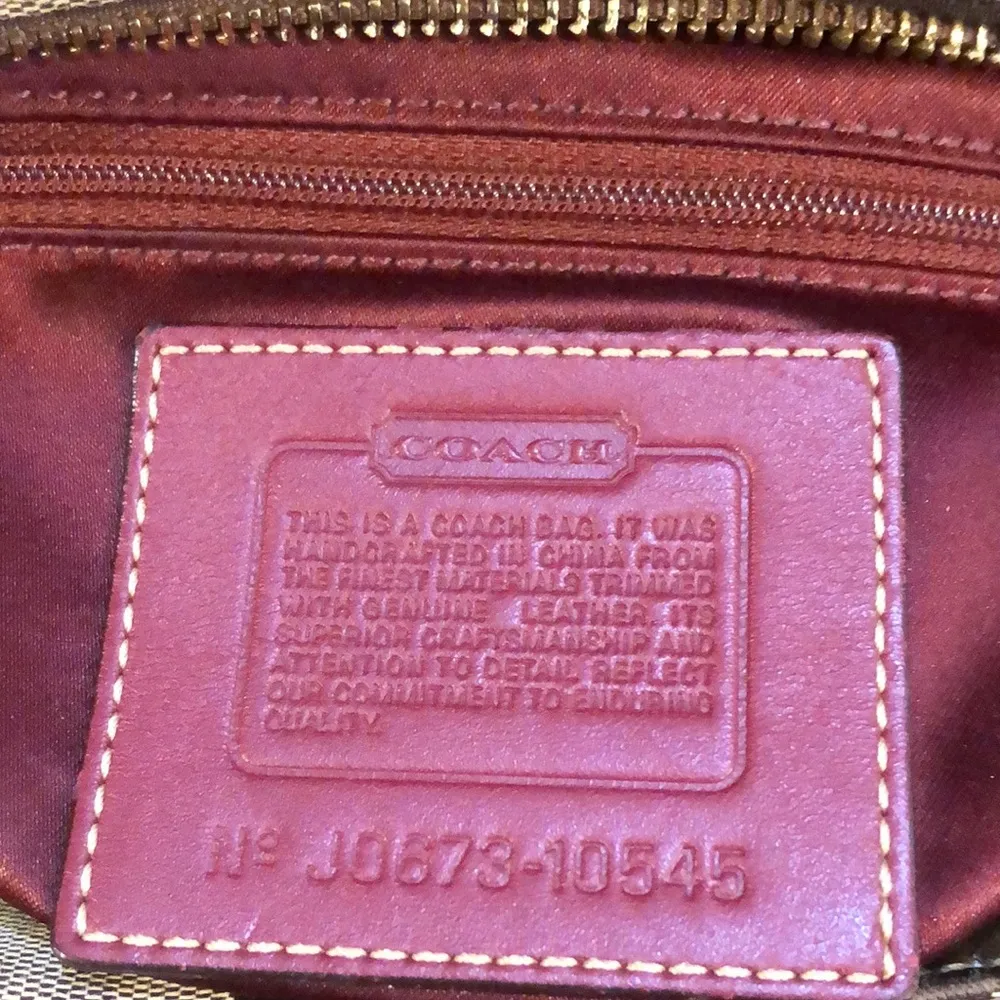 COACH
THIS IS A COACH BAG. IT WAS
HANDCRAFTED IN CHINA FROM
THE FINEST MATERIALS TRIMMED
WITH GENUINE LEATHER. ITS
SUPERIOR CRAFTSMANSHIP AND
ATTENTION TO DETAIL REFLECT
OUR COMMITMENT TO ENDURING
QUALITY.
Nº J0673-10545